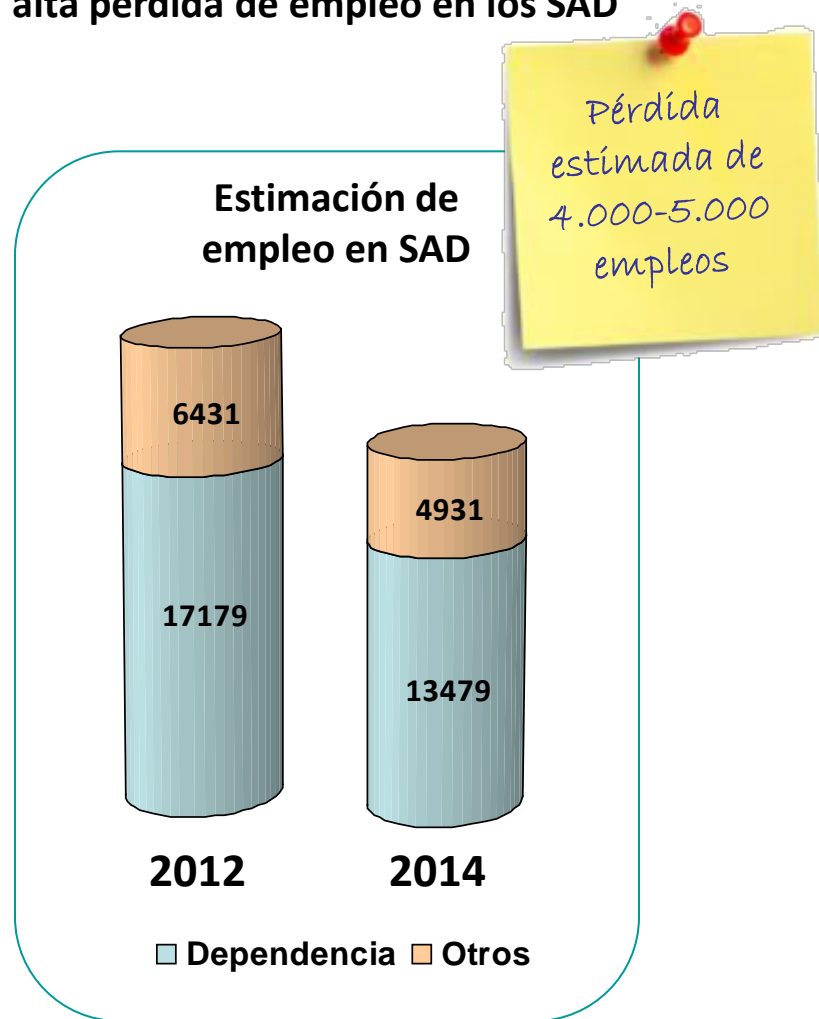 alta pérdida de empleo en los SAD
Pérdida
estimada de
4.000-5.000
empleos
Estimación de
empleo en SAD
6431
4931
17179
13479
2012 2014
Dependencia Otros